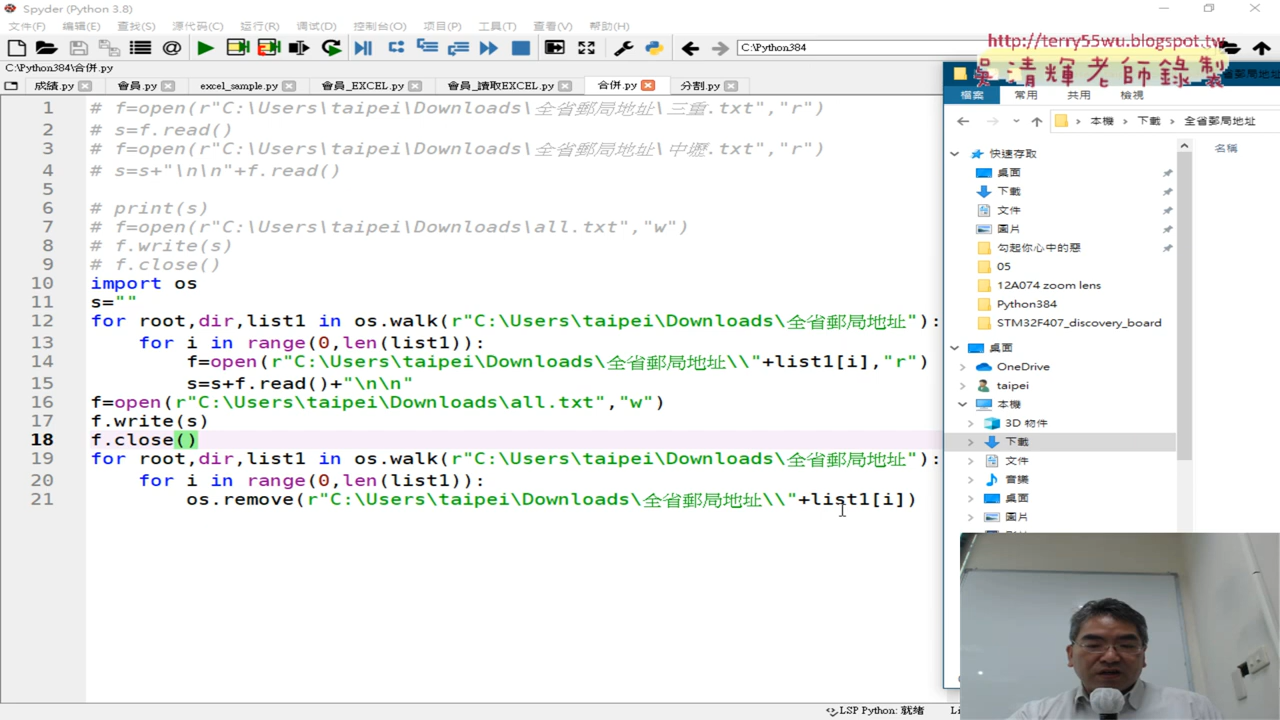 Spyder (Python 3.8)
文件(F) 编辑(E) 查找(S) 源代码(C) 运行(R) 调试(D) 控制台(O) 项目(P) 工具(T) 查看(V) 帮助(H)
C:\Python384
http://terry55wu.blogspot.tw
吳清輝老師錄製
C:\Python384\合併.py
成績.py 會員.py excel_sample.py 會員_EXCEL.py 會員_讀取EXCEL.py 合併.py 分割.py
1 # f=open(r"C:\Users\taipei\Downloads\全省郵局地址\三重.txt","r")
2 # s=f.read()
3 # f=open(r"C:\Users\taipei\Downloads\全省郵局地址\中壢.txt","r")
4 # s=s+"\n\n"+f.read()
5
6 # print(s)
7 # f=open(r"C:\Users\taipei\Downloads\all.txt","w")
8 # f.write(s)
9 # f.close()
10 import os
11 s=""
12 for root,dir,list1 in os.walk(r"C:\Users\taipei\Downloads\全省郵局地址"):
13 for i in range(0,len(list1)):
14 f=open(r"C:\Users\taipei\Downloads\全省郵局地址\\"+list1[i],"r")
15 s=s+f.read()+"\n\n"
16 f=open(r"C:\Users\taipei\Downloads\all.txt","w")
17 f.write(s)
18 f.close()
19 for root,dir,list1 in os.walk(r"C:\Users\taipei\Downloads\全省郵局地址"):
20 for i in range(0,len(list1)):
21 os.remove(r"C:\Users\taipei\Downloads\全省郵局地址\\"+list1[i])
檔案 常用 共用 檢視
本機 下載 全省郵局地址
名稱
快速存取
桌面
下載
文件
圖片
勾起你心中的惡
05
12A074 zoom lens
Python384
STM32F407_discovery_board
桌面
OneDrive
taipei
本機
3D 物件
下載
文件
音樂
桌面
圖片
LSP Python: 就绪